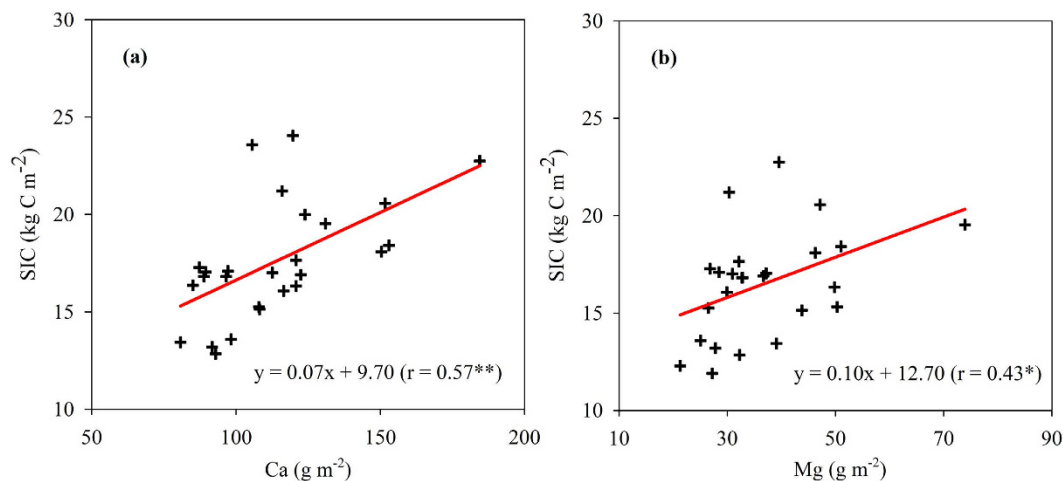 (a)
SIC (kg C m-2)
30
25
20
15
10
y = 0.07x + 9.70 (r = 0.57**)
50
100
150
200
Ca (g m-2)
(b)
SIC (kg C m-2)
30
25
20
15
10
y = 0.10x + 12.70 (r = 0.43*)
10
30
50
70
90
Mg (g m-2)